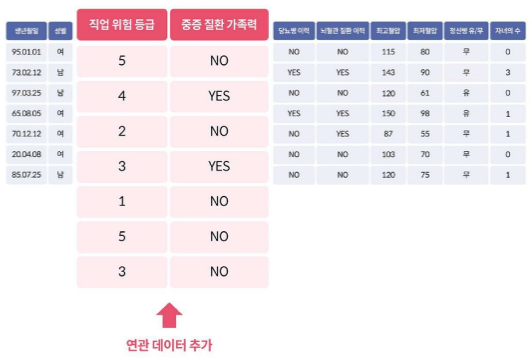 생년월일 성별 직업 위험 등급 중증 질환 가족력 당뇨병 이력 뇌혈관 질환 이력 최고혈압 최저혈압 정신병 유/무 자녀의 수
95.01.01 여 5 NO NO NO 115 80 무 0
73.02.12 남 4 YES YES YES 143 90 무 3
97.03.25 남 2 NO NO NO 120 61 유 0
65.08.05 여 3 YES YES YES 150 98 유 1
70.12.12 여 1 NO NO YES 87 55 무 1
20.04.08 여 5 NO NO NO 103 70 무 0
85.07.25 남 3 NO NO NO 120 75 무 1
연관 데이터 추가